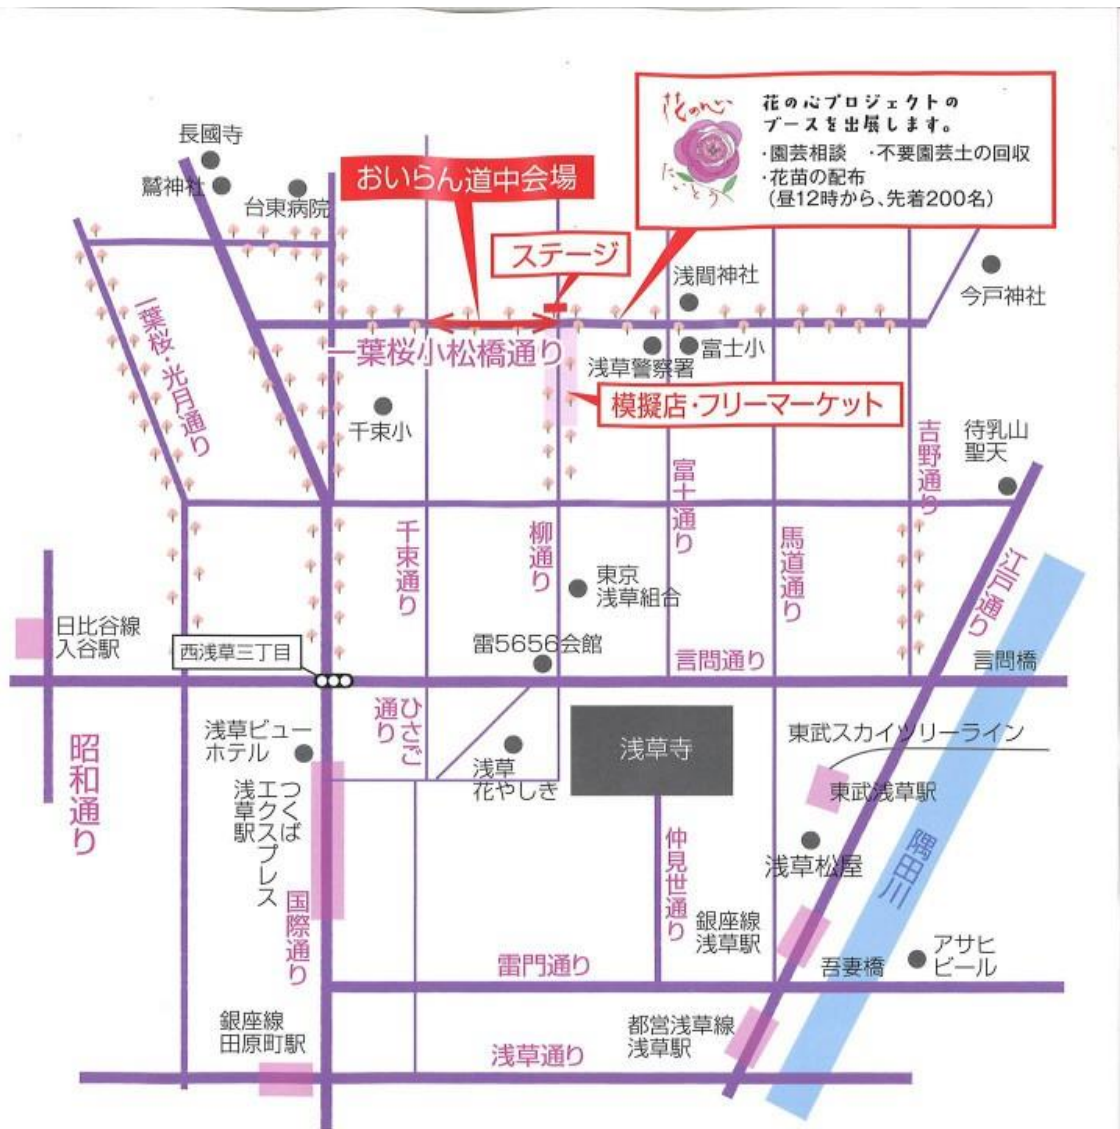 花の心
たいとう
花の心プロジェクトの
ブースを出展します。
・園芸相談 ・不要園芸土の回収
・花苗の配布
(昼12時から、先着200名)
長國寺
鷲神社
台東病院
おいらん道中会場
ステージ
浅間神社
今戸神社
一葉桜・光月通り
一葉桜小松橋通り
浅草警察署
富士小
模擬店・フリーマーケット
千束小
吉野通り
待乳山
聖天
富士通り
千束通り
柳通り
馬道通り
江戸通り
東京
浅草組合
日比谷線
入谷駅
西浅草三丁目
雷5656会館
言問通り
言問橋
ひさご
通り
浅草ビュー
ホテル
浅草
花やしき
浅草寺
東武スカイツリーライン
東武浅草駅
昭和通り
つくば
エクスプレス
浅草駅
国際通り
仲見世通り
浅草松屋
隅田川
銀座線
浅草駅
雷門通り
吾妻橋
アサヒ
ビール
銀座線
田原町駅
都営浅草線
浅草駅
浅草通り